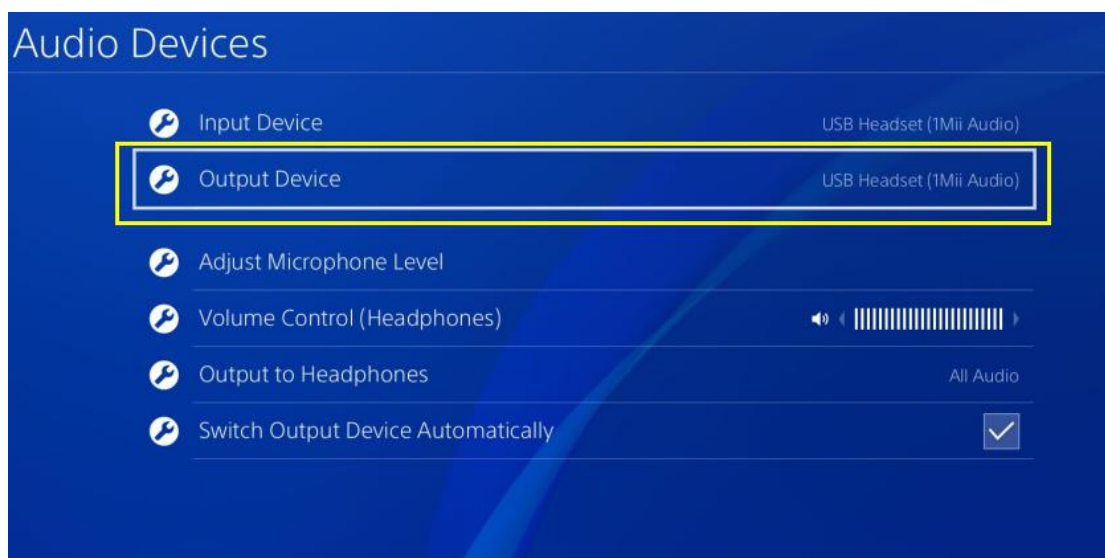 Audio Devices
Input Device USB Headset (1Mii Audio)
Output Device USB Headset (1Mii Audio)
Adjust Microphone Level
Volume Control (Headphones)
Output to Headphones All Audio
Switch Output Device Automatically